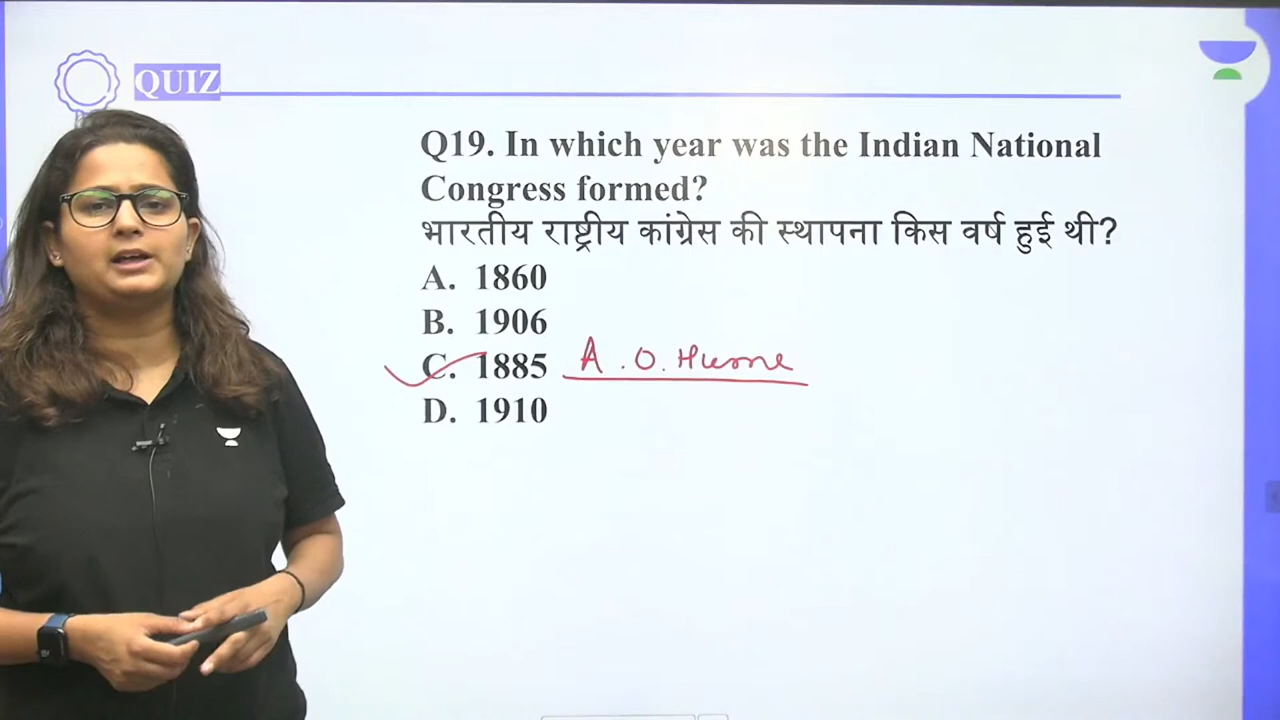 QUIZ
Q19. In which year was the Indian National
Congress formed?
भारतीय राष्ट्रीय कांग्रेस की स्थापना किस वर्ष हुई थी?
A. 1860
B. 1906
C. 1885 A. O. Hume
D. 1910